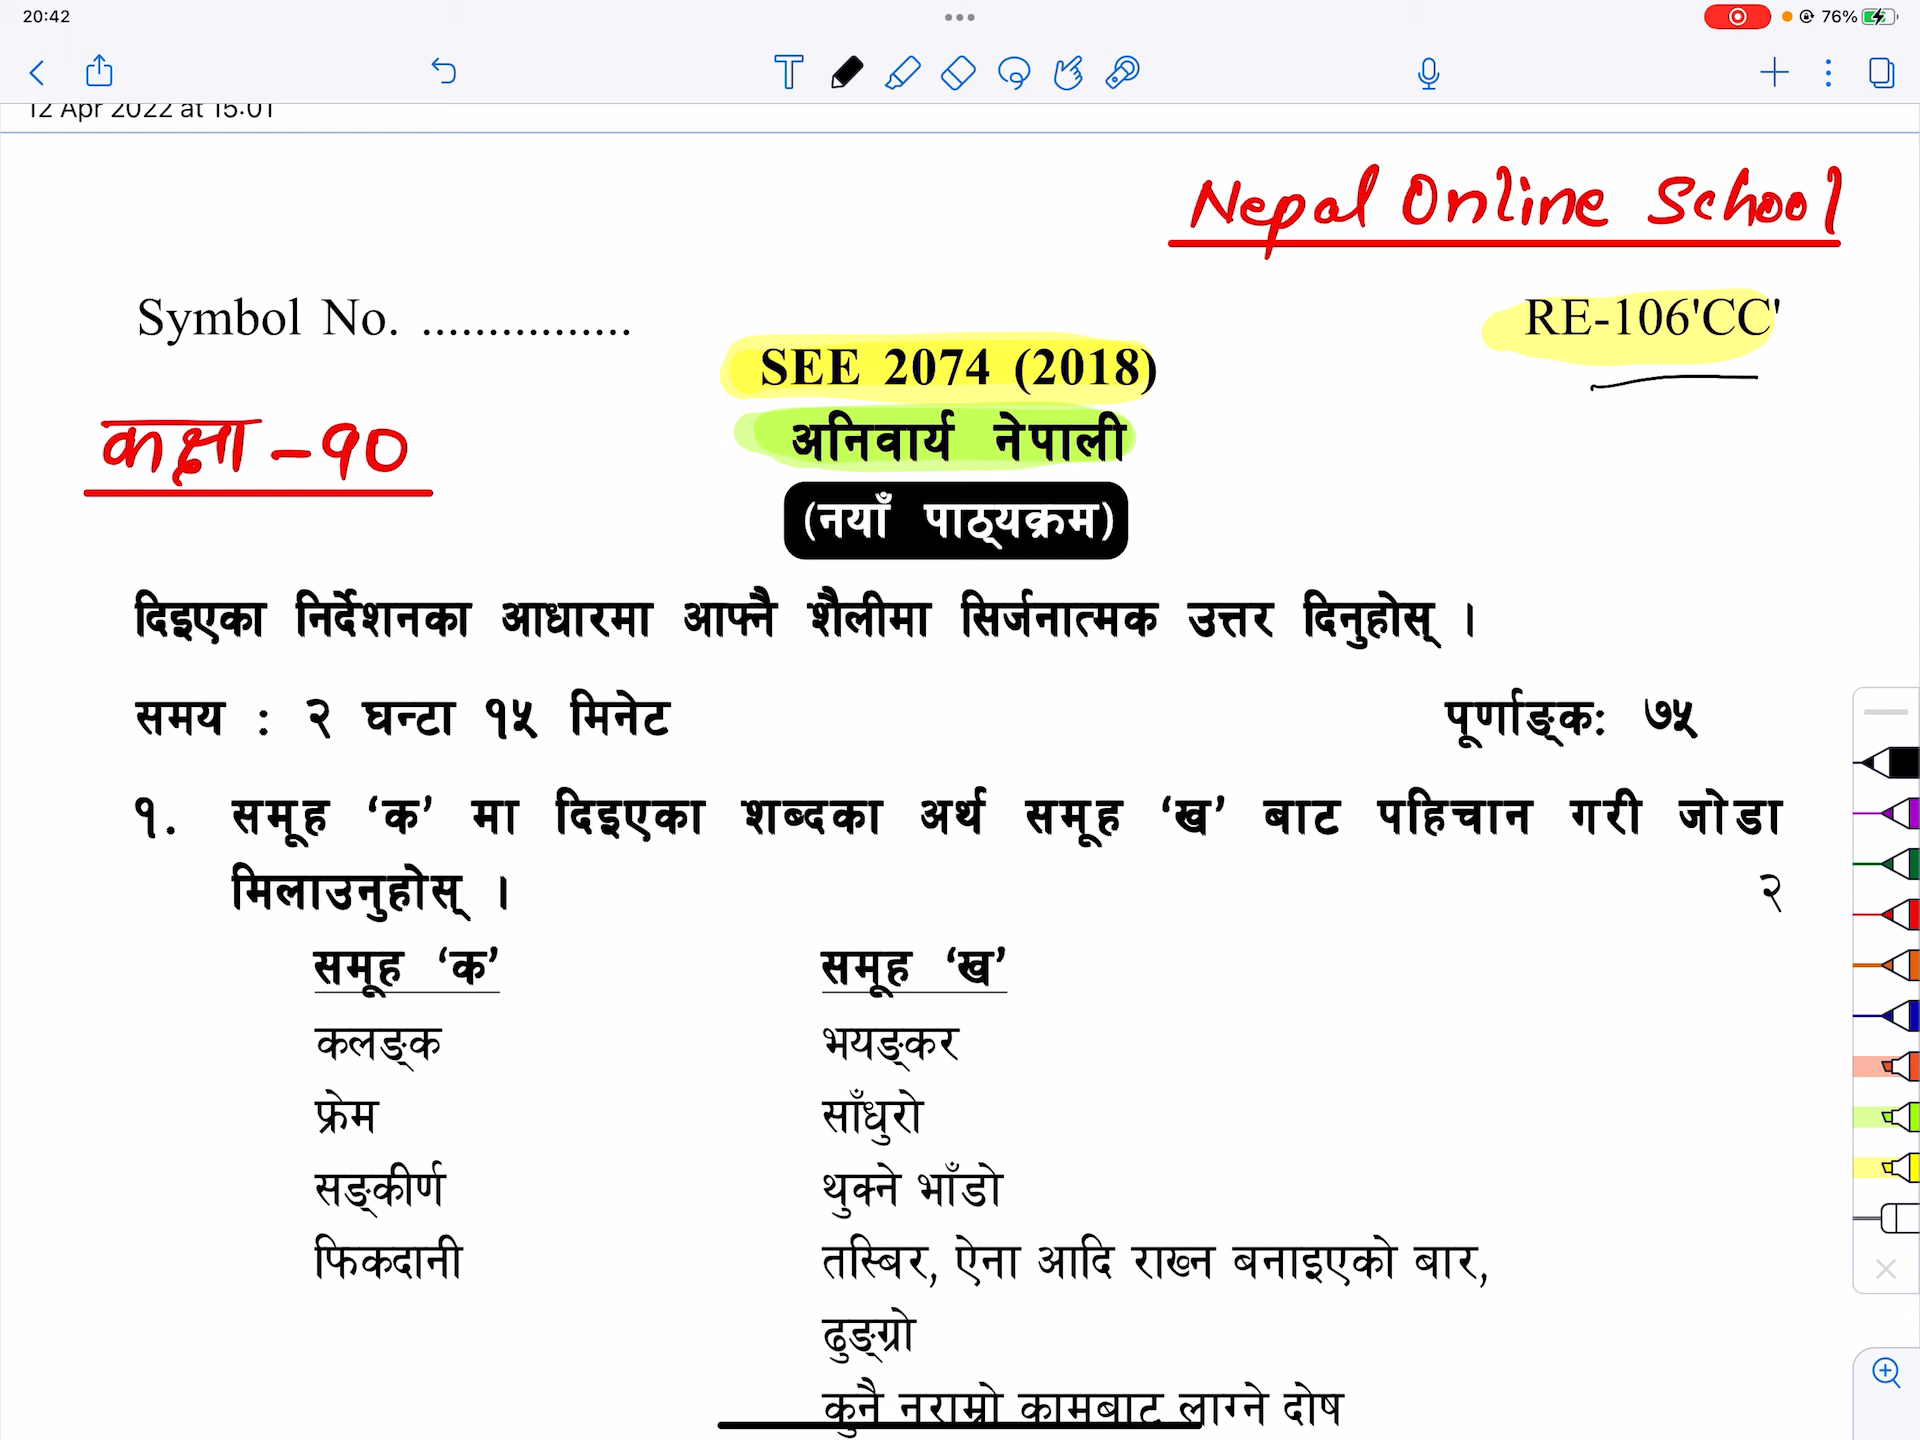 20:42
76%
12 Apr 2022 at 15:01
Nepal Online School
Symbol No. ................
RE-106'CC'
SEE 2074 (2018)
अनिवार्य नेपाली
कक्षा - १०
(नयाँ पाठ्यक्रम)
दिइएका निर्देशनका आधारमा आफ्नै शैलीमा सिर्जनात्मक उत्तर दिनुहोस् ।
समय : २ घन्टा १५ मिनेट
पूर्णाङ्क: ७५
१. समूह ‘क’ मा दिइएका शब्दका अर्थ समूह ‘ख’ बाट पहिचान गरी जोडा
मिलाउनुहोस् ।
२
समूह ‘क’ समूह ‘ख’
कलङ्क भयङ्कर
फ्रेम साँधुरो
सङ्कीर्ण थुक्ने भाँडो
फिकदानी तस्बिर, ऐना आदि राख्न बनाइएको बार,
ढुङ्ग्रो
कुनै नराम्रो कामबाट लाग्ने दोष